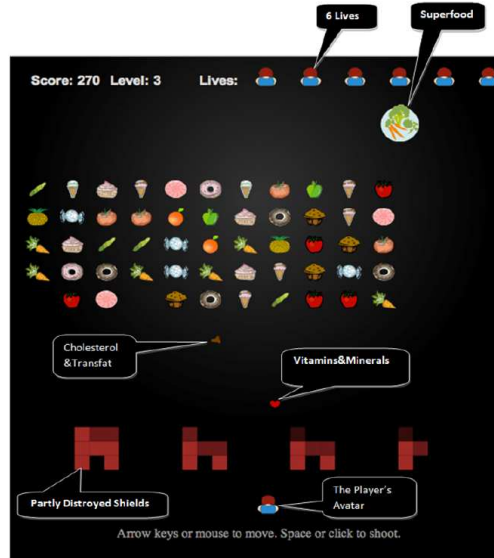 6 Lives
Superfood
Score: 270 Level: 3 Lives:
Cholesterol
&Transfat
Vitamins&Minerals
Partly Distroyed Shields
The Player's
Avatar
Arrow keys or mouse to move. Space or click to shoot.